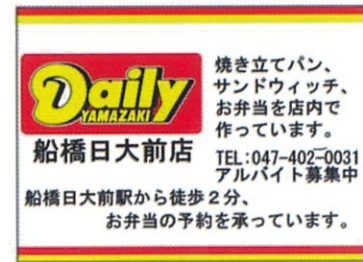 Daily
YAMAZAKI
船橋日大前店
焼き立てパン、
サンドウィッチ、
お弁当を店内で
作っています。
TEL:047-402-0031
アルバイト募集中
船橋日大前駅から徒歩２分、
お弁当の予約を承っています。